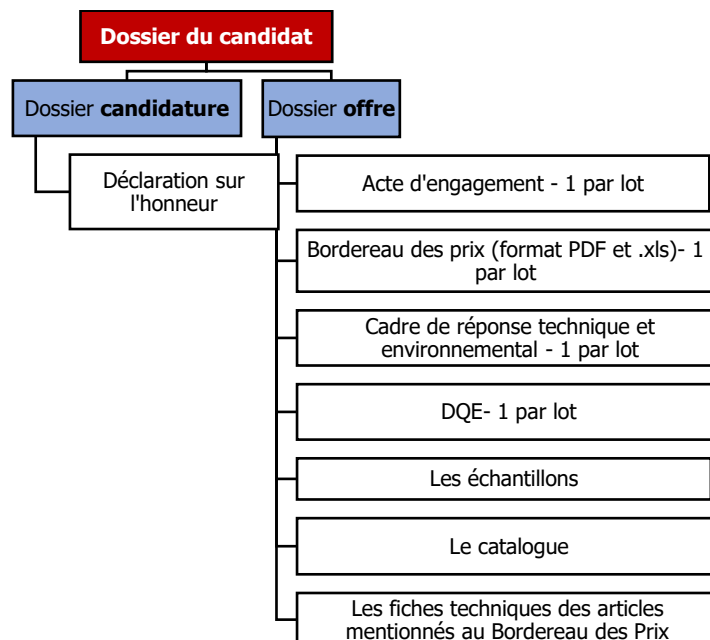 Dossier du candidat
Dossier candidature
Dossier offre
Déclaration sur
l'honneur
Acte d'engagement - 1 par lot
Bordereau des prix (format PDF et .xls)- 1
par lot
Cadre de réponse technique et
environnemental - 1 par lot
DQE- 1 par lot
Les échantillons
Le catalogue
Les fiches techniques des articles
mentionnés au Bordereau des Prix